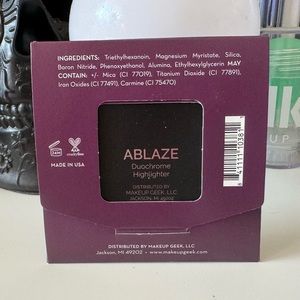 INGREDIENTS: Triethylhexanoin, Magnesium Myristate, Silica,
Boron Nitride, Phenoxyethanol, Alumina, Ethylhexylglycerin MAY
CONTAIN: +/- Mica (CI 77019), Titanium Dioxide (CI 77891),
Iron Oxides (CI 77491), Carmine (CI 75470)
MADE IN USA
ABLAZE
Duochrome
Highlighter
DISTRIBUTED BY
MAKEUP GEEK, LLC
JACKSON, MI 49202
DISTRIBUTED BY MAKEUP GEEK, LLC
Jackson, MI 49202 • www.makeupgeek.com